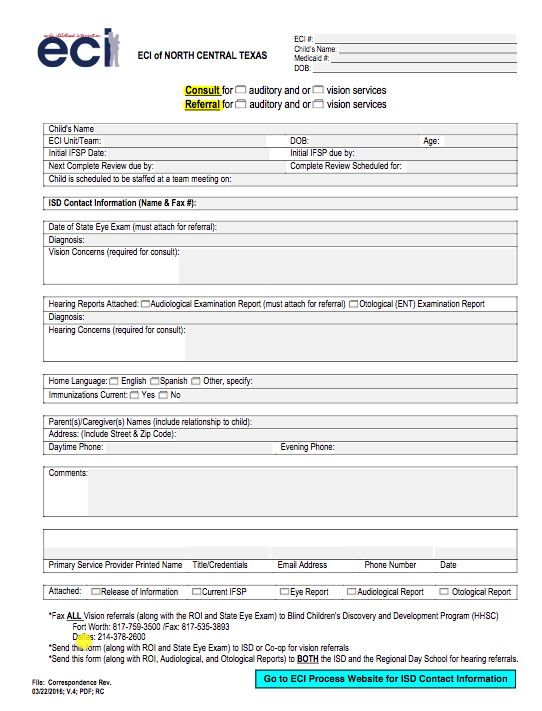 early childhood intervention
eci
ECI of NORTH CENTRAL TEXAS
ECI #:
Child's Name:
Medicaid #:
DOB:
Consult for auditory and or vision services
Referral for auditory and or vision services
Child's Name
ECI Unit/Team: DOB: Age:
Initial IFSP Date: Initial IFSP due by:
Next Complete Review due by: Complete Review Scheduled for:
Child is scheduled to be staffed at a team meeting on:
ISD Contact Information (Name & Fax #):
Date of State Eye Exam (must attach for referral):
Diagnosis:
Vision Concerns (required for consult):
Hearing Reports Attached: Audiological Examination Report (must attach for referral) Otological (ENT) Examination Report
Diagnosis:
Hearing Concerns (required for consult):
Home Language: English Spanish Other, specify:
Immunizations Current: Yes No
Parent(s)/Caregiver(s) Names (include relationship to child):
Address: (Include Street & Zip Code):
Daytime Phone: Evening Phone:
Comments:
Primary Service Provider Printed Name Title/Credentials Email Address Phone Number Date
Attached: Release of Information Current IFSP Eye Report Audiological Report Otological Report
*Fax ALL Vision referrals (along with the ROI and State Eye Exam) to Blind Children's Discovery and Development Program (HHSC)
Fort Worth: 817-759-3500 /Fax: 817-535-3893
Dallas: 214-378-2600
*Send this form (along with ROI and State Eye Exam) to ISD or Co-op for vision referrals
*Send this form (along with ROI, Audiological, and Otological Reports) to BOTH the ISD and the Regional Day School for hearing referrals.
Go to ECI Process Website for ISD Contact Information
File: Correspondence Rev.
03/22/2016; V.4; PDF; RC